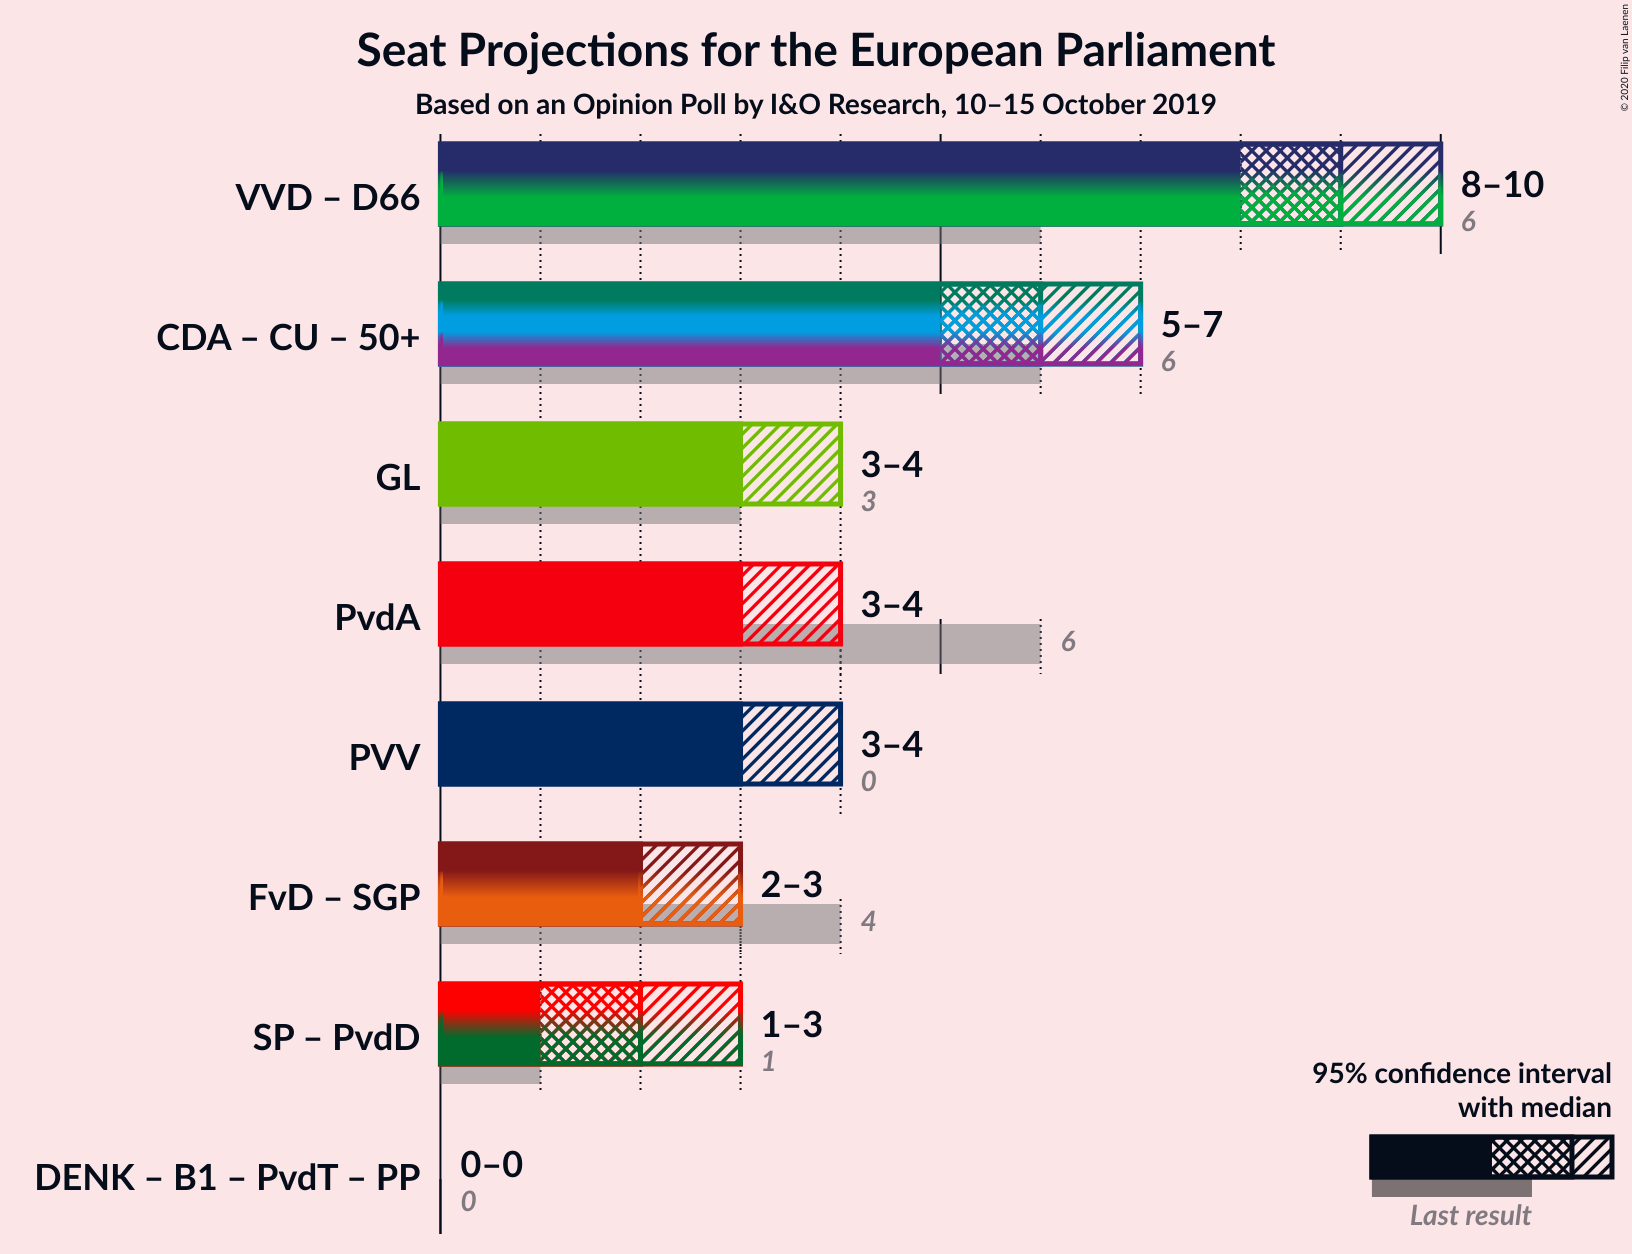 Seat Projections for the European Parliament
Based on an Opinion Poll by I&O Research, 10–15 October 2019
© 2020 Filip van Laenen
VVD – D66
8–10
6
CDA – CU – 50+
5–7
6
GL
3–4
3
PvdA
3–4
6
PVV
3–4
0
FvD – SGP
2–3
4
SP – PvdD
1–3
1
DENK – B1 – PvdT – PP
0–0
0
95% confidence interval
with median
Last result